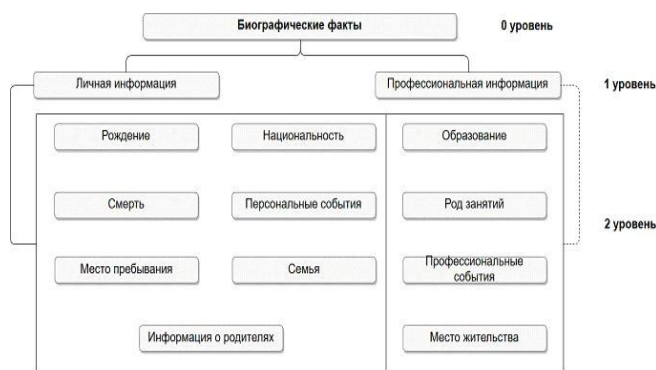 Биографические факты
0 уровень
Личная информация
Профессиональная информация
1 уровень
Рождение
Национальность
Образование
Смерть
Персональные события
Род занятий
2 уровень
Место пребывания
Семья
Профессиональные
события
Информация о родителях
Место жительства